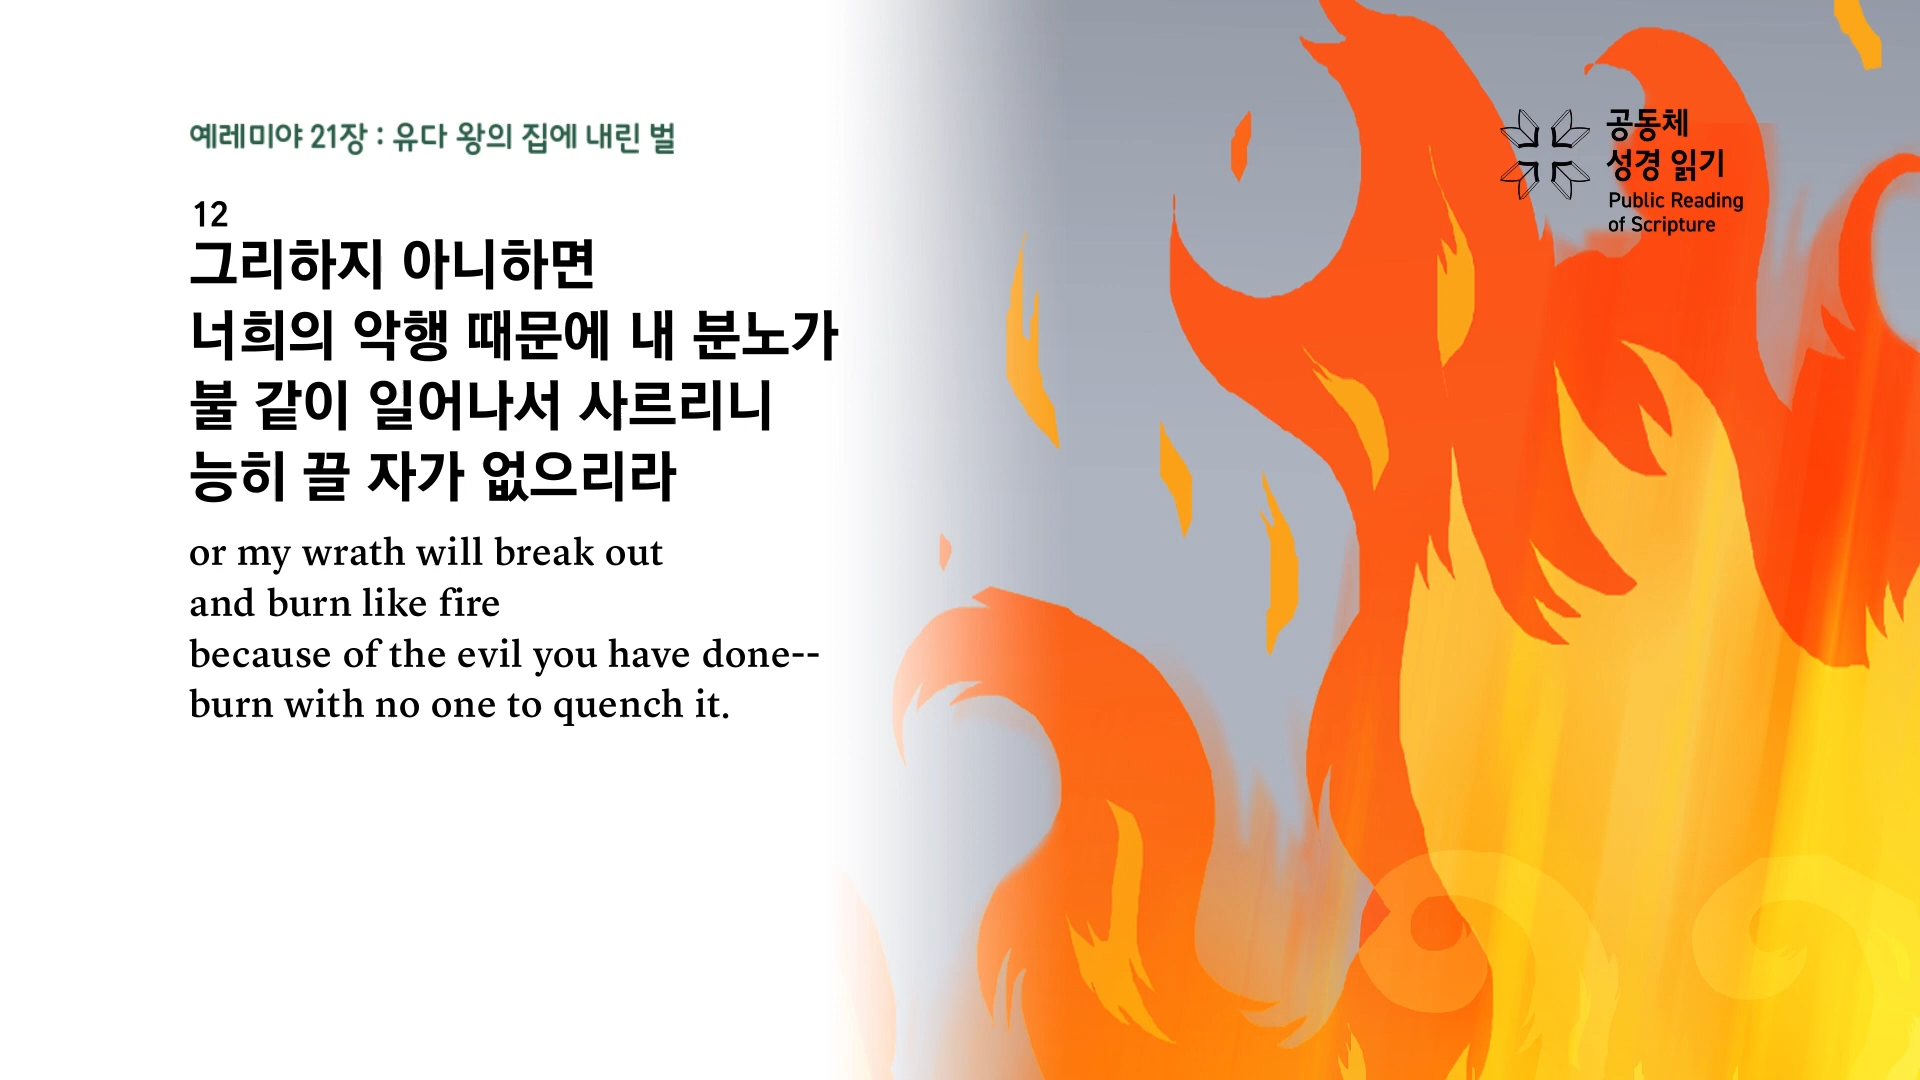 예레미야 21장 : 유다 왕의 집에 내린 벌
공동체
성경 읽기
Public Reading
of Scripture
12
그리하지 아니하면
너희의 악행 때문에 내 분노가
불 같이 일어나서 사르리니
능히 끌 자가 없으리라
or my wrath will break out
and burn like fire
because of the evil you have done--
burn with no one to quench it.